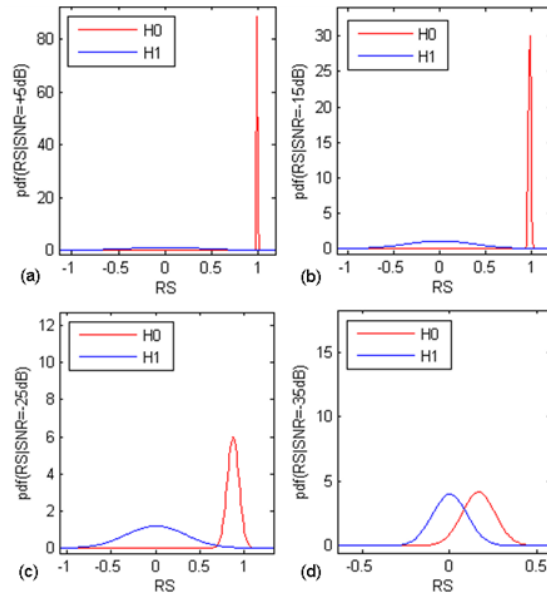 H0
H1
pdf(RS|SNR=+5dB)
80
60
40
20
0
-1 -0.5 0 0.5 1
RS
(a)
H0
H1
pdf(RS|SNR=-15dB)
30
25
20
15
10
5
0
-1 -0.5 0 0.5 1
RS
(b)
H0
H1
pdf(RS|SNR=-25dB)
12
10
8
6
4
2
0
-1 -0.5 0 0.5 1
RS
(c)
H0
H1
pdf(RS|SNR=-35dB)
15
10
5
0
-0.5 0 0.5
RS
(d)